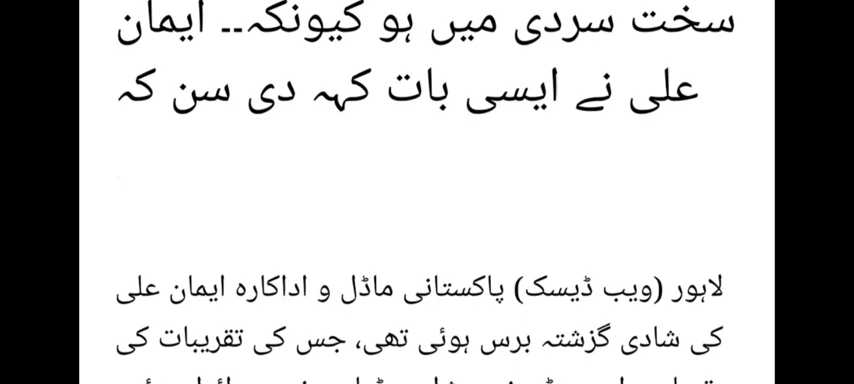 سخت سردی میں ہو کیونکہ۔۔ ایمان
علی نے ایسی بات کہہ دی سن کہ
لاہور (ویب ڈیسک) پاکستانی ماڈل و اداکارہ ایمان علی
کی شادی گزشتہ برس ہوئی تھی، جس کی تقریبات کی